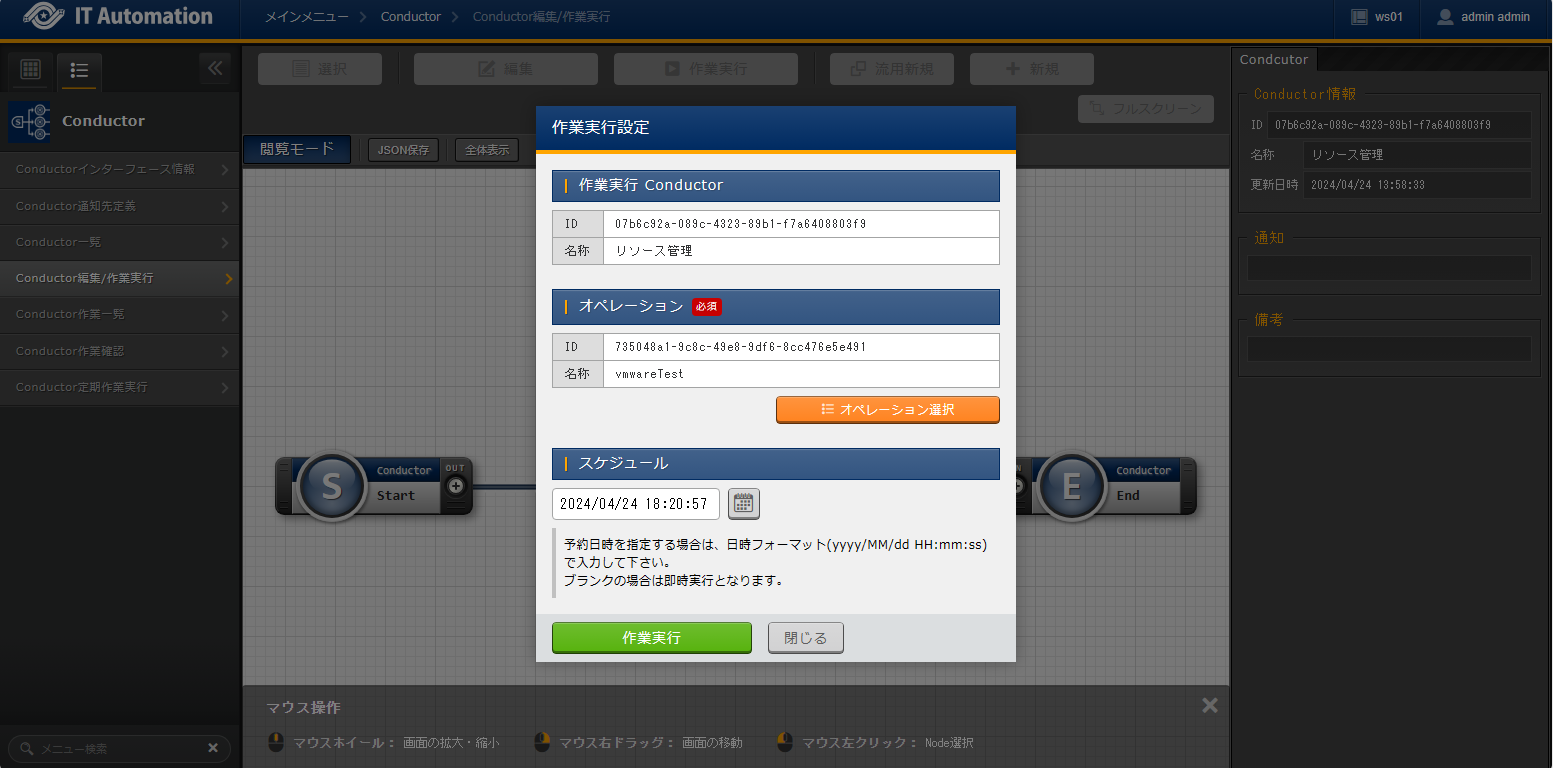 IT Automation
メインメニュー Conductor Conductor編集/作業実行
ws01 admin admin
Conductor
Conductorインターフェース情報
Conductor通知先定義
Conductor一覧
Conductor編集/作業実行
Conductor作業一覧
Conductor作業確認
Conductor定期作業実行
メニュー検索
選択 編集 作業実行 流用新規 新規
フルスクリーン
閲覧モード JSON保存 全体表示
S Conductor OUT
Start
作業実行設定
作業実行 Conductor
ID 07b6c92a-089c-4323-89b1-f7a6408803f9
名称 リソース管理
オペレーション 必須
ID 735048a1-9c8c-49e8-9df6-8cc476e5e491
名称 vmwareTest
オペレーション選択
スケジュール
2024/04/24 18:20:57
予約日時を指定する場合は、日時フォーマット(yyyy/MM/dd HH:mm:ss)
で入力して下さい。
ブランクの場合は即時実行となります。
作業実行 閉じる
E Conductor
End
マウス操作
マウスホイール： 画面の拡大・縮小 マウス右ドラッグ： 画面の移動 マウス左クリック： Node選択
Condcutor
Conductor情報
ID 07b6c92a-089c-4323-89b1-f7a6408803f9
名称 リソース管理
更新日時 2024/04/24 13:58:33
通知
備考